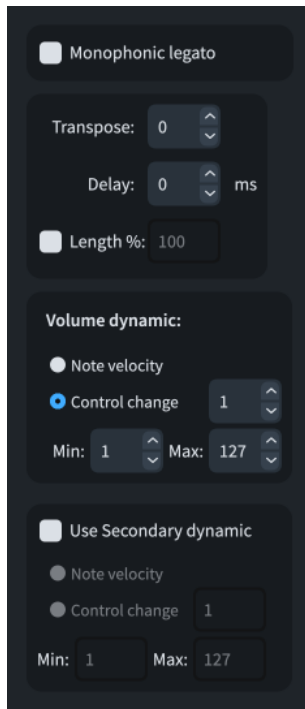 Monophonic legato
Transpose: 0
Delay: 0 ms
Length %: 100
Volume dynamic:
Note velocity
Control change 1
Min: 1 Max: 127
Use Secondary dynamic
Note velocity
Control change 1
Min: 1 Max: 127